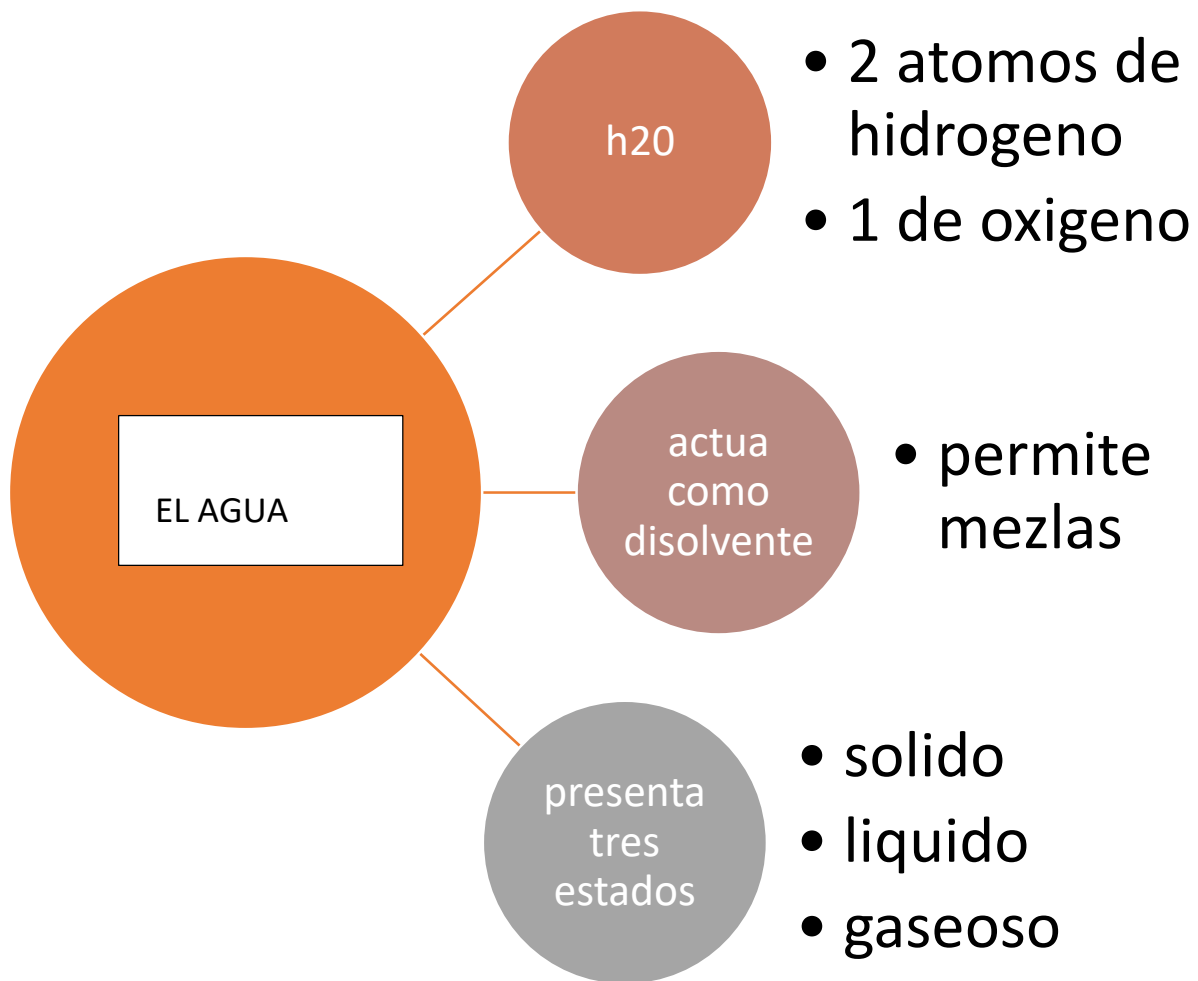 EL AGUA
h20
• 2 atomos de
hidrogeno
• 1 de oxigeno
actua
como
disolvente
• permite
mezlas
presenta
tres
estados
• solido
• liquido
• gaseoso